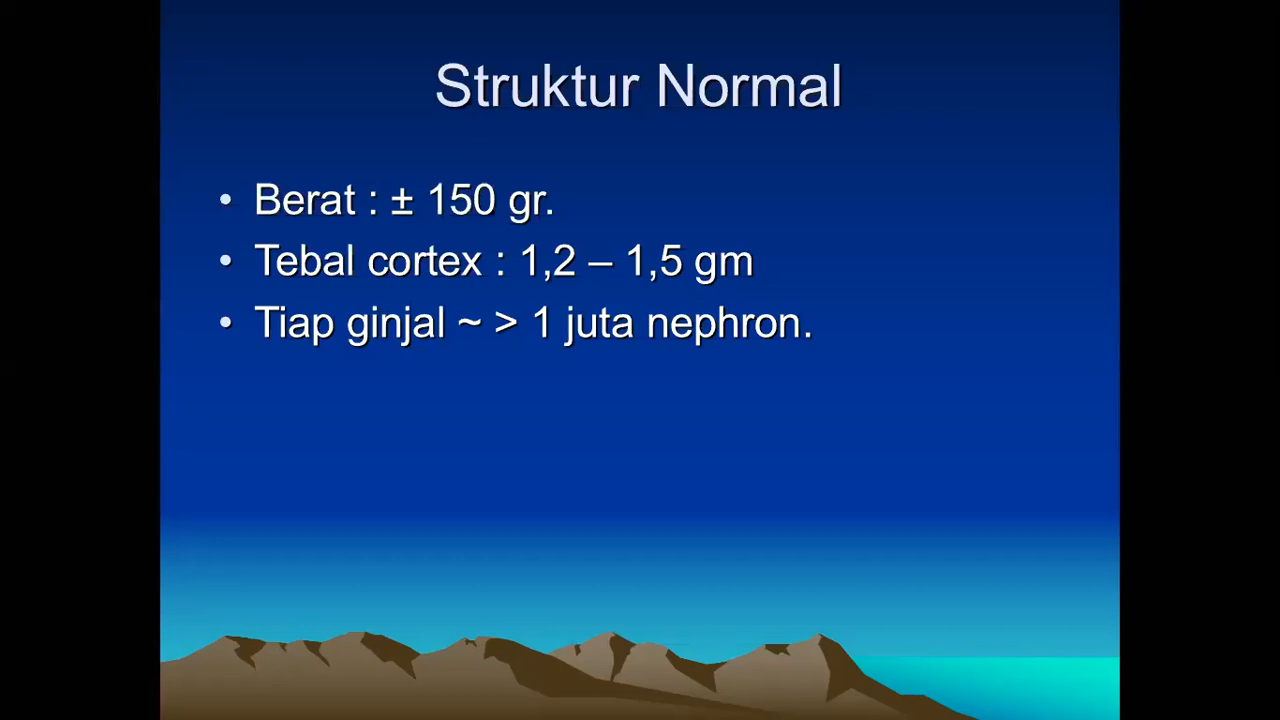 Struktur Normal
• Berat : ± 150 gr.
• Tebal cortex : 1,2 – 1,5 gm
• Tiap ginjal ~ > 1 juta nephron.